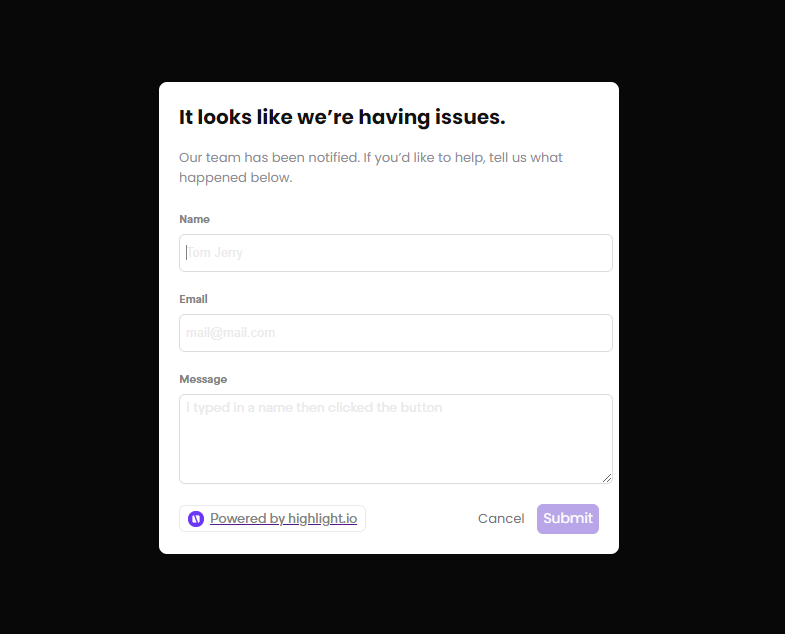 It looks like we’re having issues.
Our team has been notified. If you’d like to help, tell us what
happened below.
Name
Tom Jerry
Email
mail@mail.com
Message
I typed in a name then clicked the button
Powered by highlight.io
Cancel
Submit